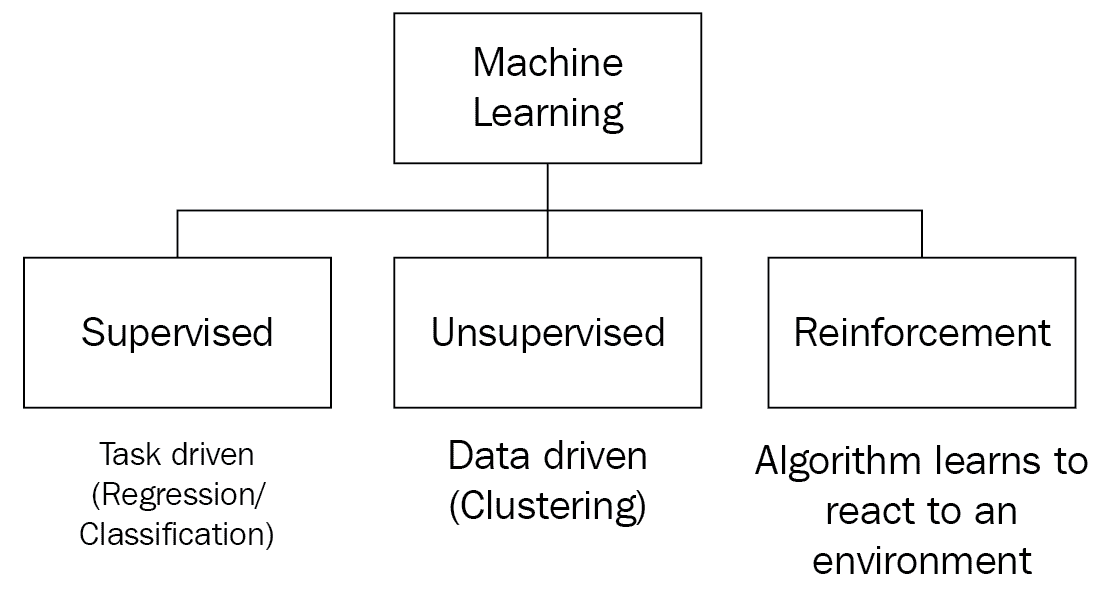 Machine
Learning
Supervised
Unsupervised
Reinforcement
Task driven
(Regression/
Classification)
Data driven
(Clustering)
Algorithm learns to
react to an
environment